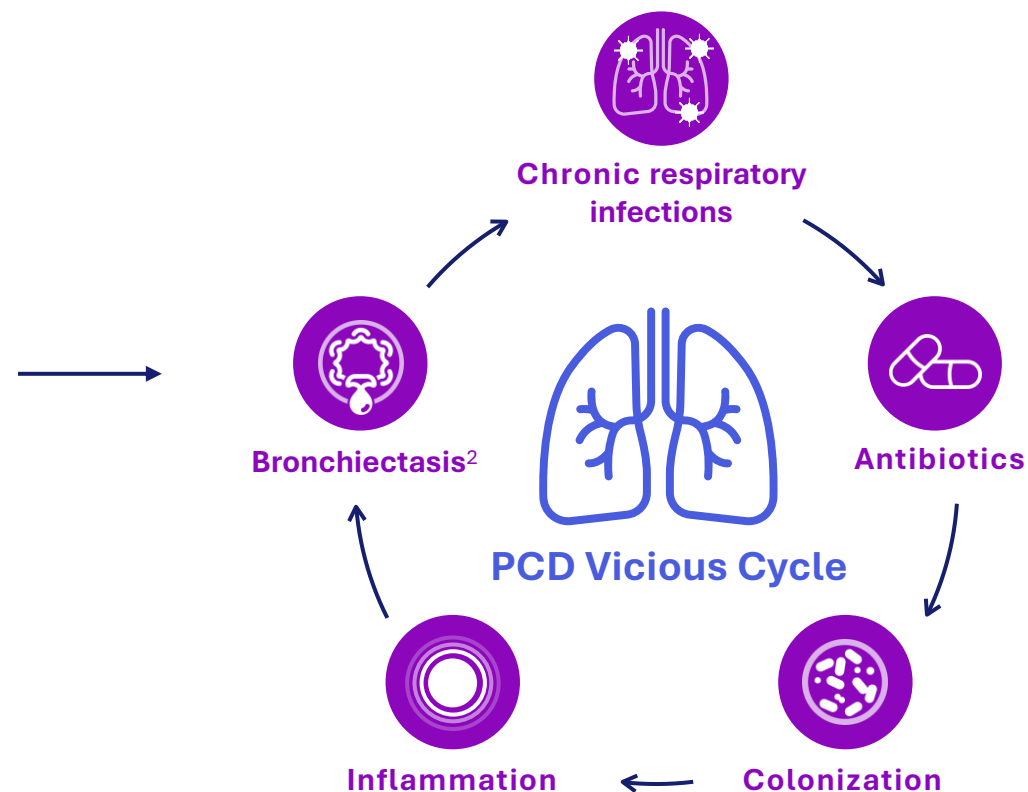 Chronic respiratory
infections
Bronchiectasis²
Antibiotics
PCD Vicious Cycle
Inflammation
Colonization